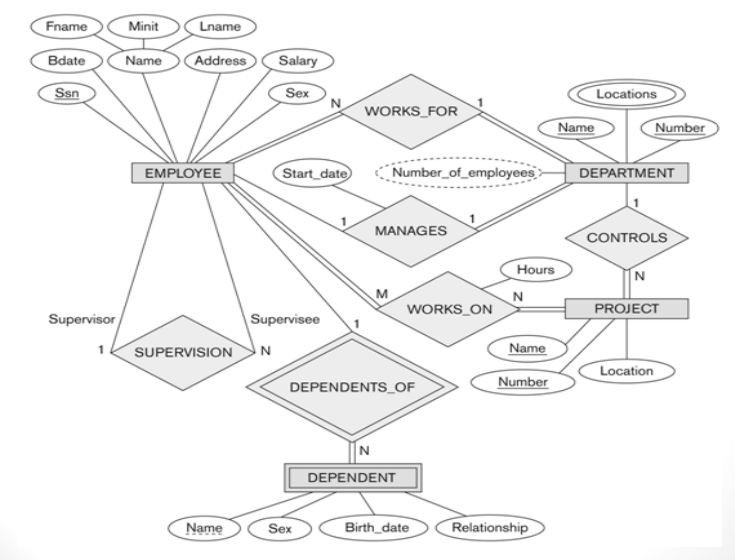 Fname
Minit
Lname
Bdate
Name
Address
Salary
Ssn
Sex
N
WORKS_FOR
1
Locations
Name
Number
EMPLOYEE
Start_date
Number_of_employees
DEPARTMENT
1
MANAGES
1
1
CONTROLS
N
Hours
M
WORKS_ON
N
PROJECT
Supervisor
Supervisee
1
SUPERVISION
N
1
Name
Number
Location
DEPENDENTS_OF
N
DEPENDENT
Name
Sex
Birth_date
Relationship